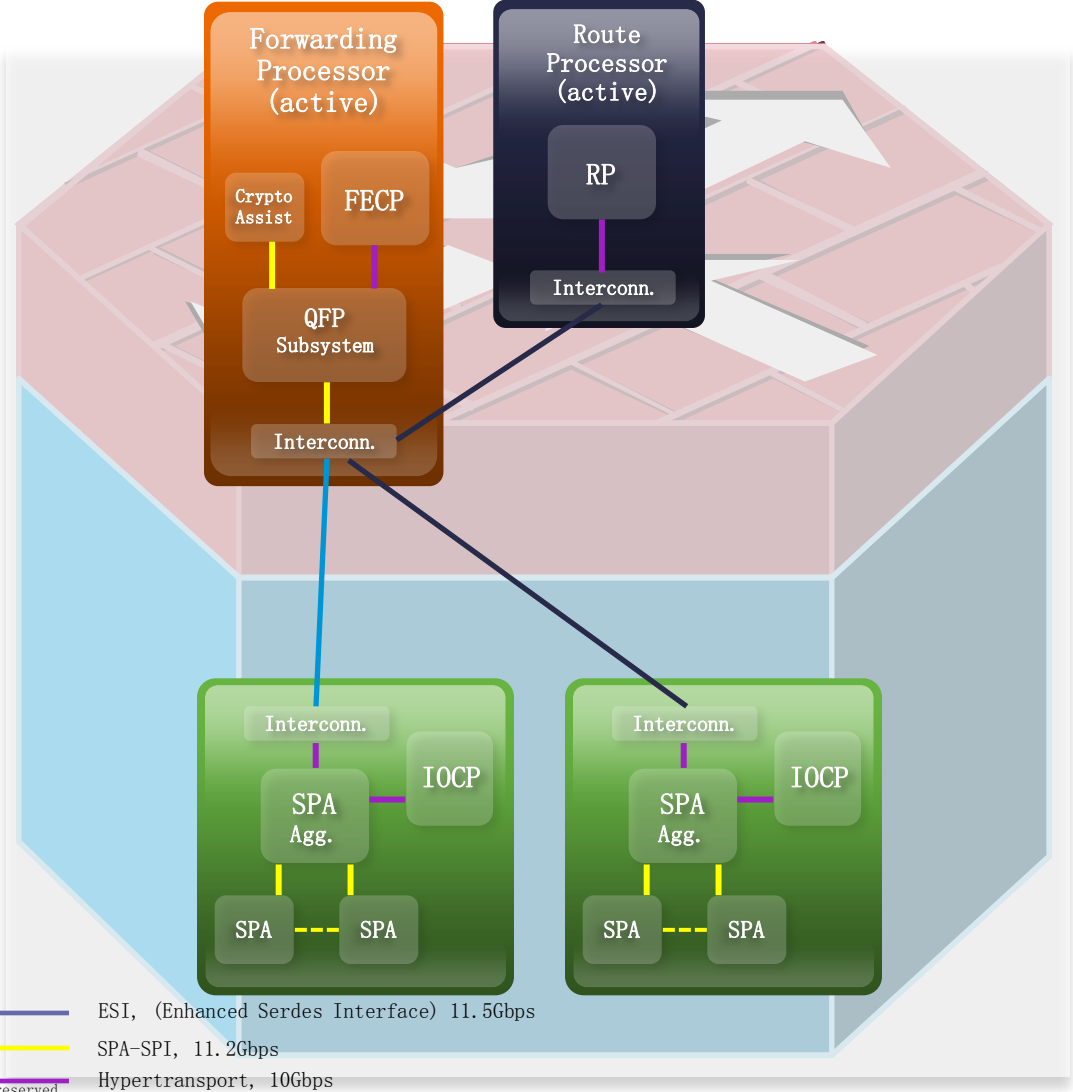 Forwarding
Processor
(active)
Crypto
Assist
FECP
QFP
Subsystem
Interconn.
Route
Processor
(active)
RP
Interconn.
Interconn.
IOCP
SPA
Agg.
SPA
SPA
Interconn.
IOCP
SPA
Agg.
SPA
SPA
ESI, (Enhanced Serdes Interface) 11.5Gbps
SPA-SPI, 11.2Gbps
Hypertransport, 10Gbps
reserved